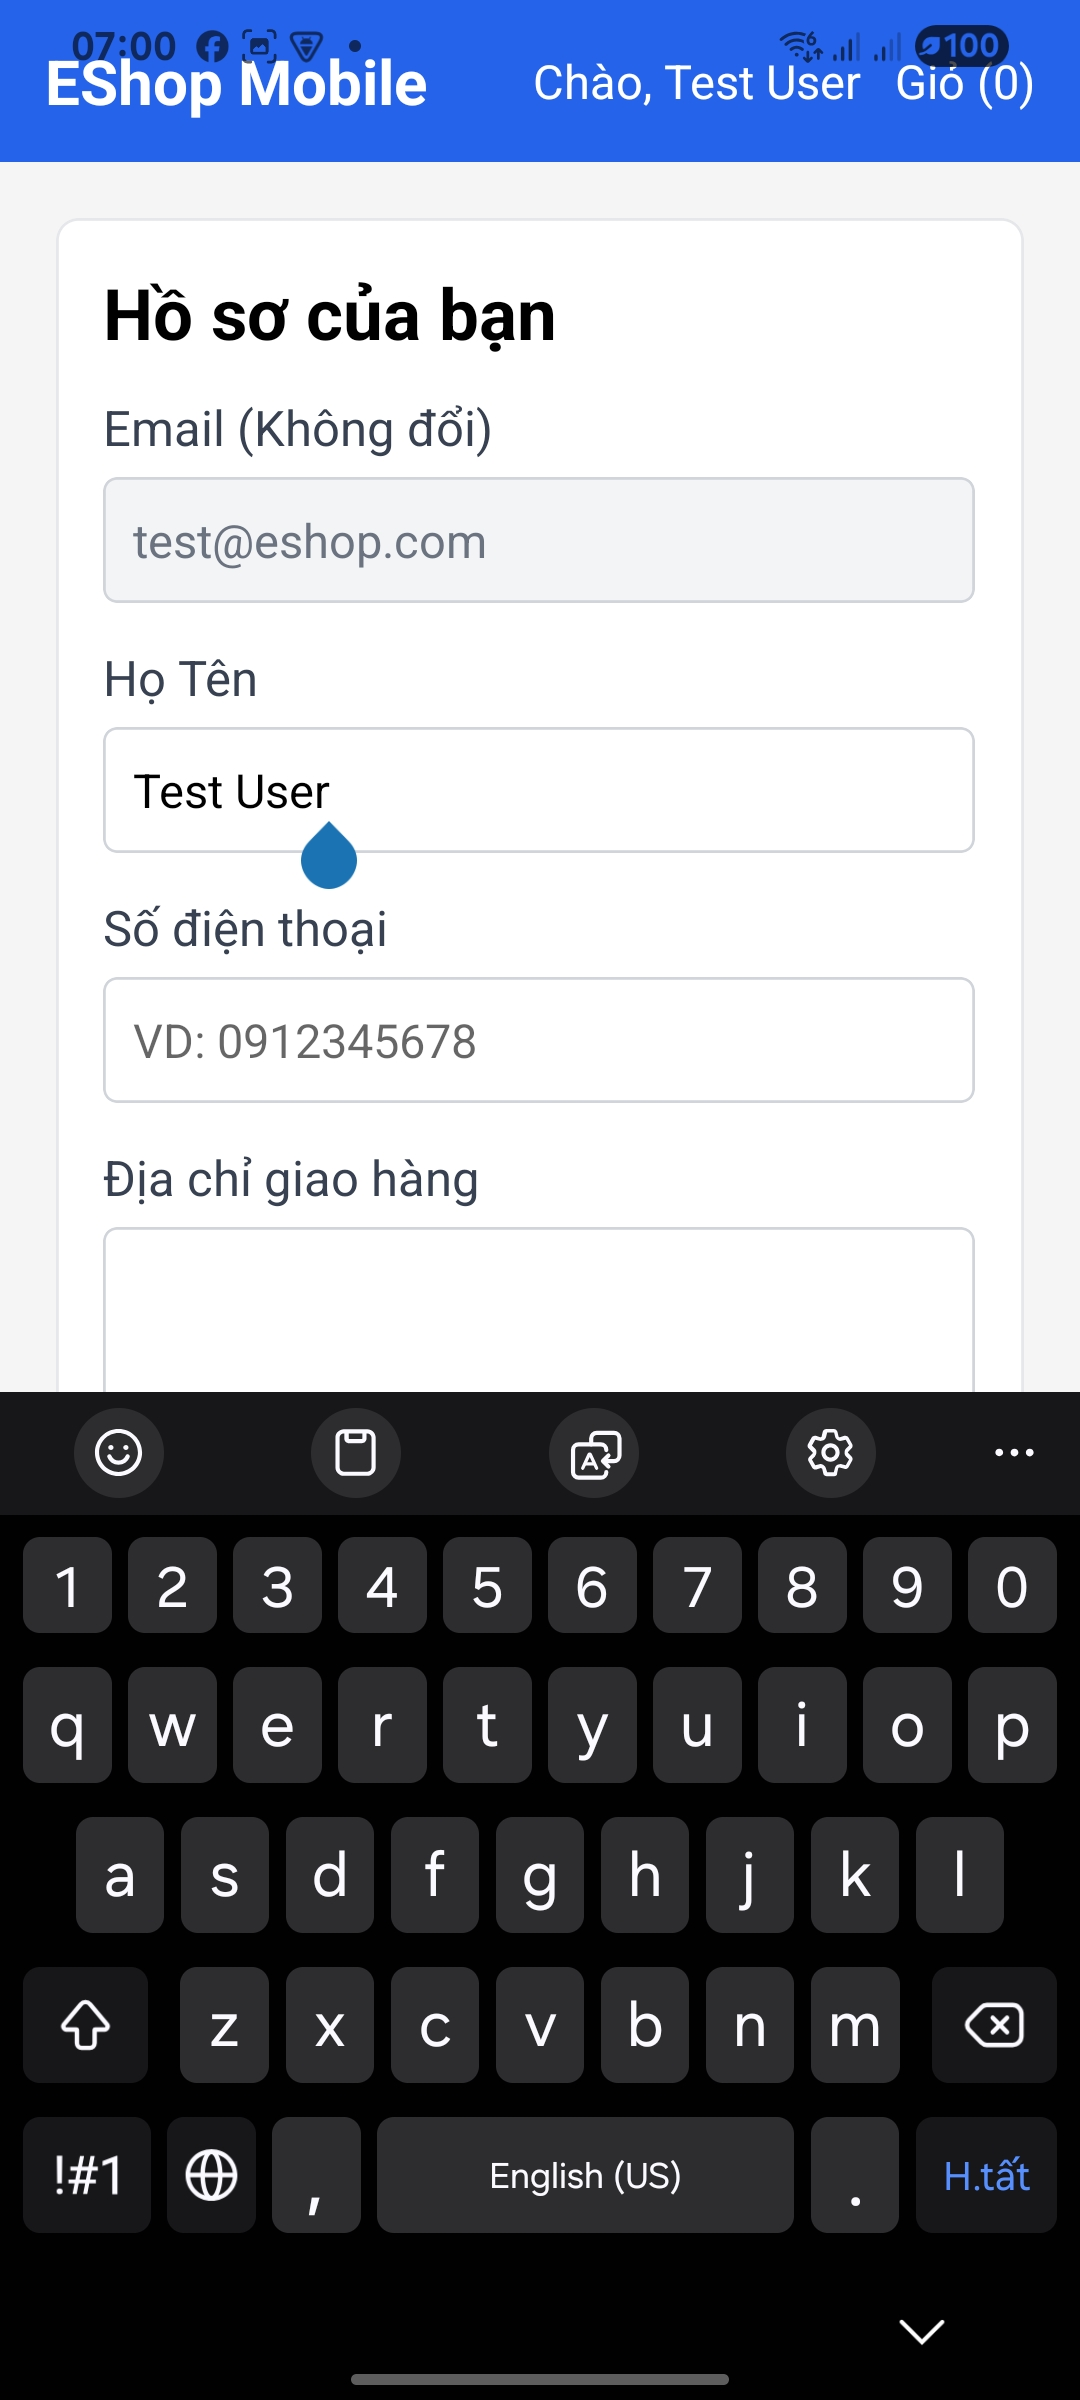 07:00
6 100
EShop Mobile Chào, Test User Giỏ (0)
Hồ sơ của bạn
Email (Không đổi)
test@eshop.com
Họ Tên
Test User
Số điện thoại
VD: 0912345678
Địa chỉ giao hàng
1 2 3 4 5 6 7 8 9 0
q w e r t y u i o p
a s d f g h j k l
z x c v b n m
!#1 , English (US) . H.tất